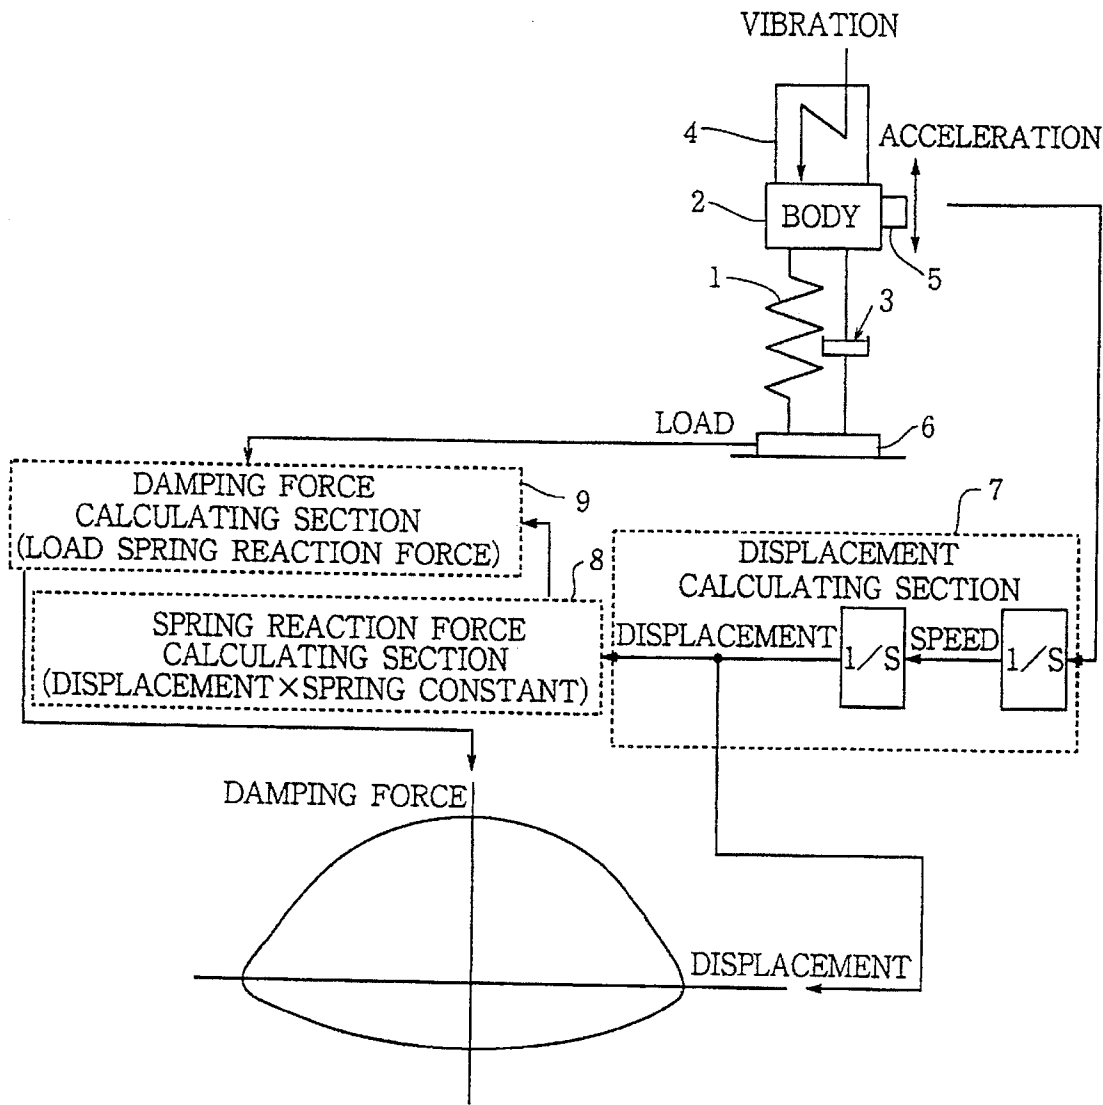 VIBRATION
4
ACCELERATION
2
BODY
5
1
3
LOAD
6
DAMPING FORCE
CALCULATING SECTION
(LOAD SPRING REACTION FORCE)
9
7
8
DISPLACEMENT
CALCULATING SECTION
SPRING REACTION FORCE
CALCULATING SECTION
(DISPLACEMENT×SPRING CONSTANT)
DISPLACEMENT
1/S
SPEED
1/S
DAMPING FORCE
DISPLACEMENT